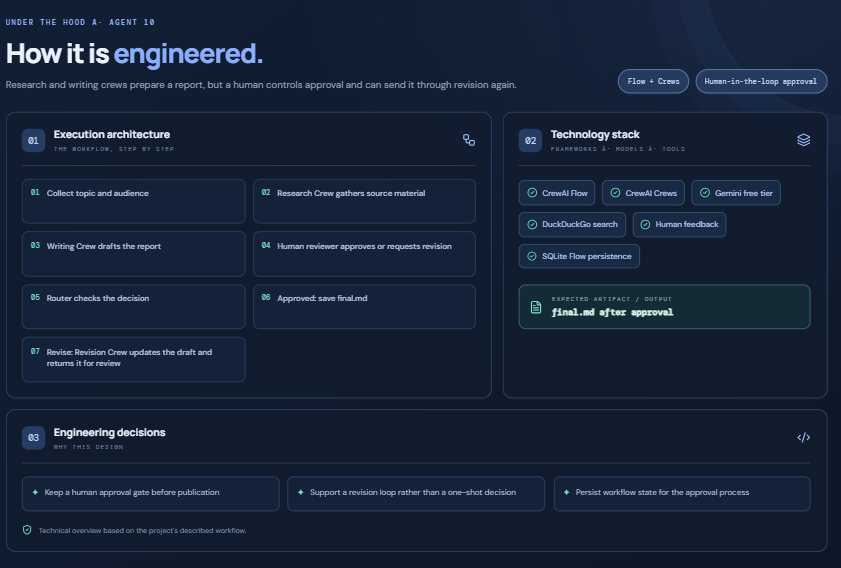 UNDER THE HOOD Â· AGENT 10
How it is engineered.
Research and writing crews prepare a report, but a human controls approval and can send it through revision again.
Flow + Crews
Human-in-the-loop approval
01
Execution architecture
THE WORKFLOW, STEP BY STEP
01 Collect topic and audience
02 Research Crew gathers source material
03 Writing Crew drafts the report
04 Human reviewer approves or requests revision
05 Router checks the decision
06 Approved: save final.md
07 Revise: Revision Crew updates the draft and
returns it for review
02
Technology stack
FRAMEWORKS Â· MODELS Â· TOOLS
CrewAI Flow
CrewAI Crews
Gemini free tier
DuckDuckGo search
Human feedback
SQLite Flow persistence
EXPECTED ARTIFACT / OUTPUT
final.md after approval
03
Engineering decisions
WHY THIS DESIGN
Keep a human approval gate before publication
Support a revision loop rather than a one-shot decision
Persist workflow state for the approval process
Technical overview based on the project's described workflow.